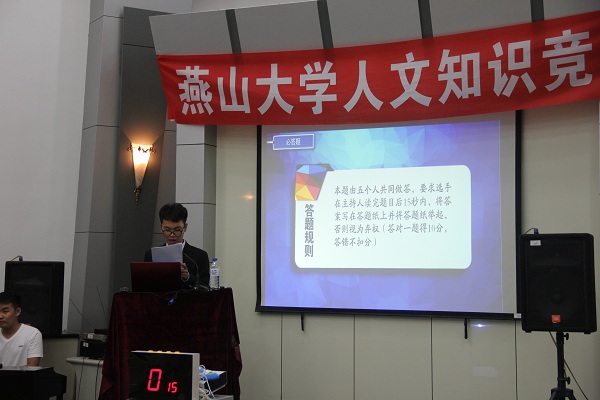 燕山大学人文知识竞
必答题
答题规则
本题由五个人共同做答，要求选手
在主持人读完题目后15秒内，将答
案写在答题纸上并将答题纸举起，
否则视为弃权（答对一题得10分，
答错不扣分）
0 15
JBL